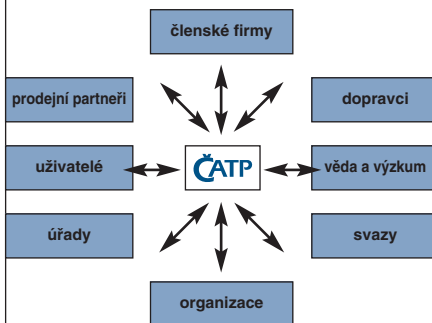 členské firmy
prodejní partneři
dopravci
uživatelé
ČATP
věda a výzkum
úřady
svazy
organizace